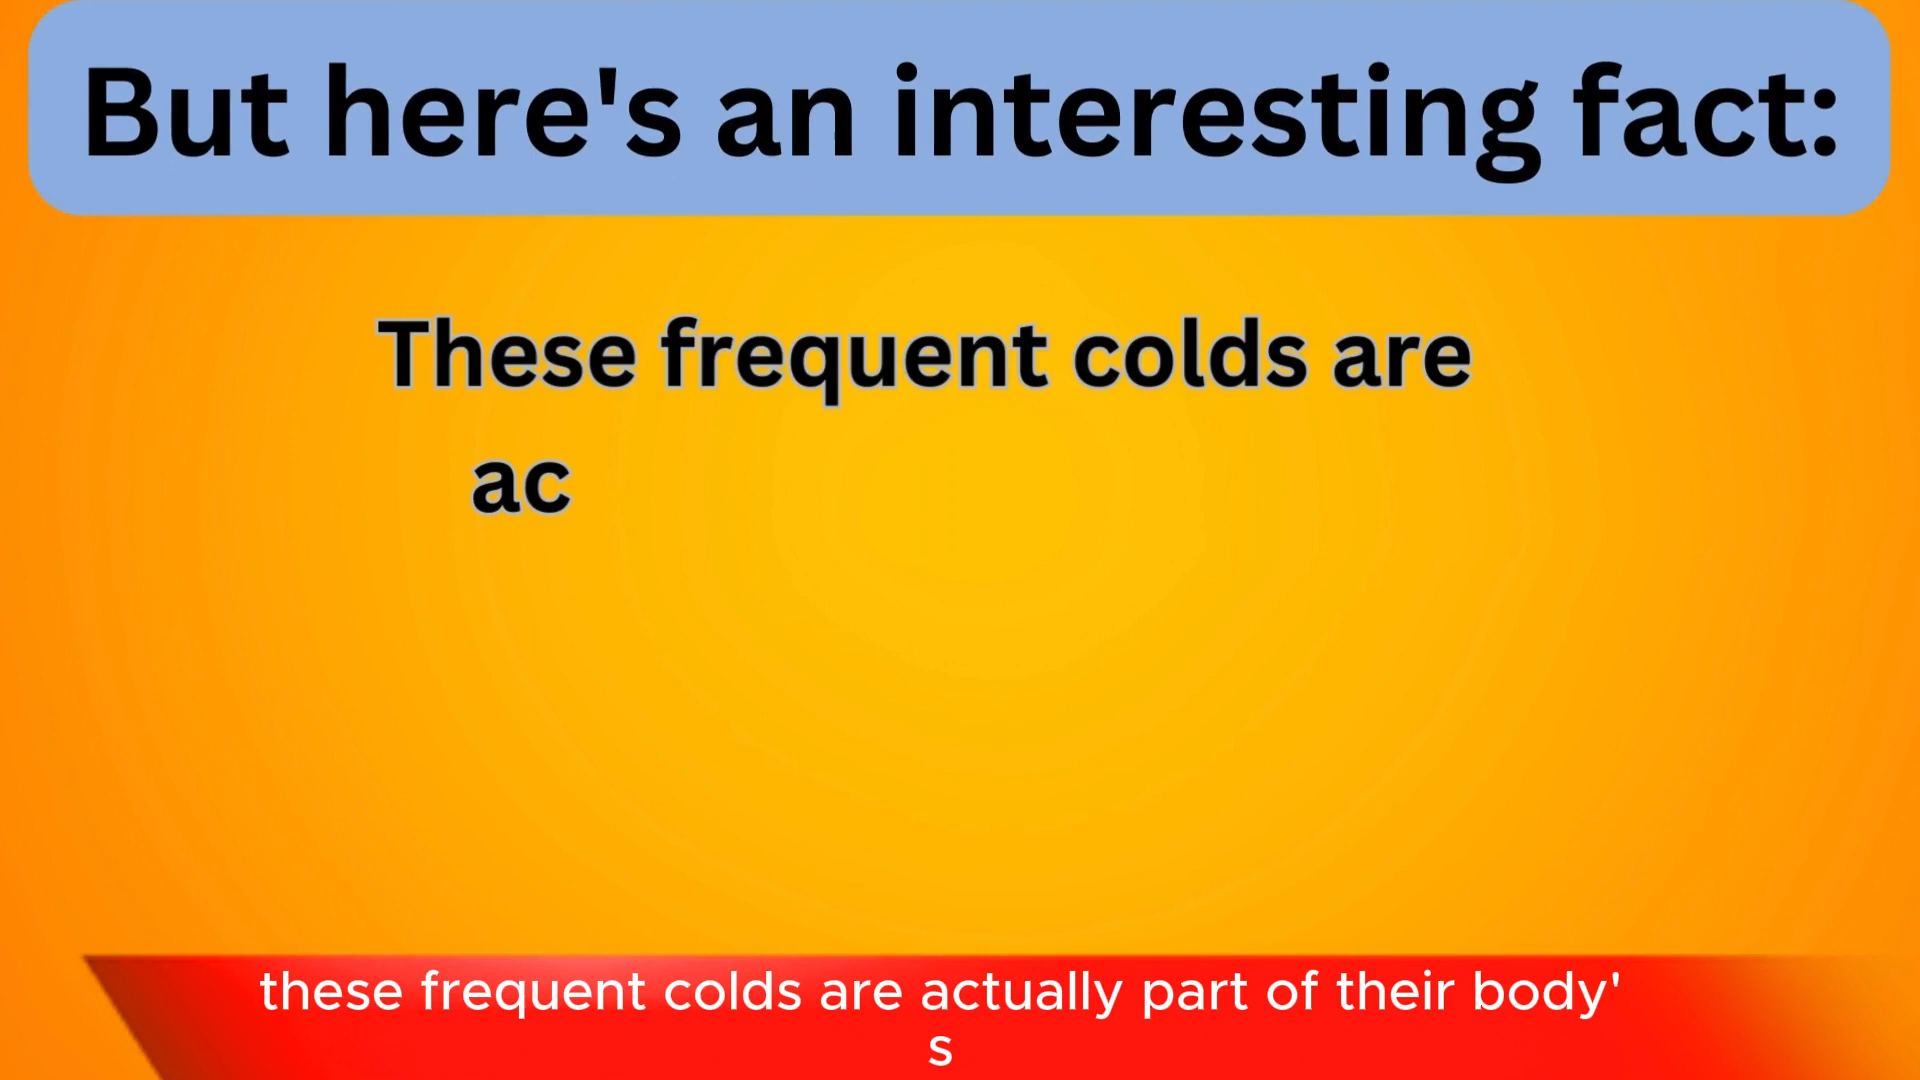 But here's an interesting fact:
These frequent colds are
ac
these frequent colds are actually part of their body'
s